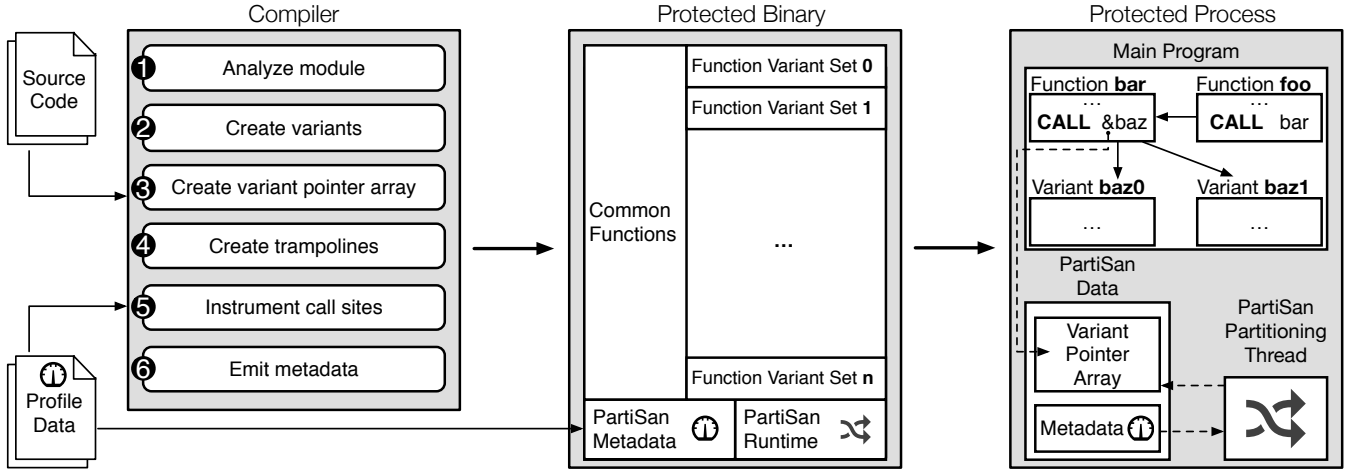 Compiler
Source
Code
1 Analyze module
2 Create variants
3 Create variant pointer array
4 Create trampolines
5 Instrument call sites
6 Emit metadata
Profile
Data
Protected Binary
Common
Functions
Function Variant Set 0
Function Variant Set 1
...
Function Variant Set n
PartiSan
Metadata
PartiSan
Runtime
Protected Process
Main Program
Function bar
...
CALL &baz
Function foo
...
CALL bar
Variant baz0
...
Variant baz1
...
PartiSan
Data
Variant
Pointer
Array
Metadata
PartiSan
Partitioning
Thread